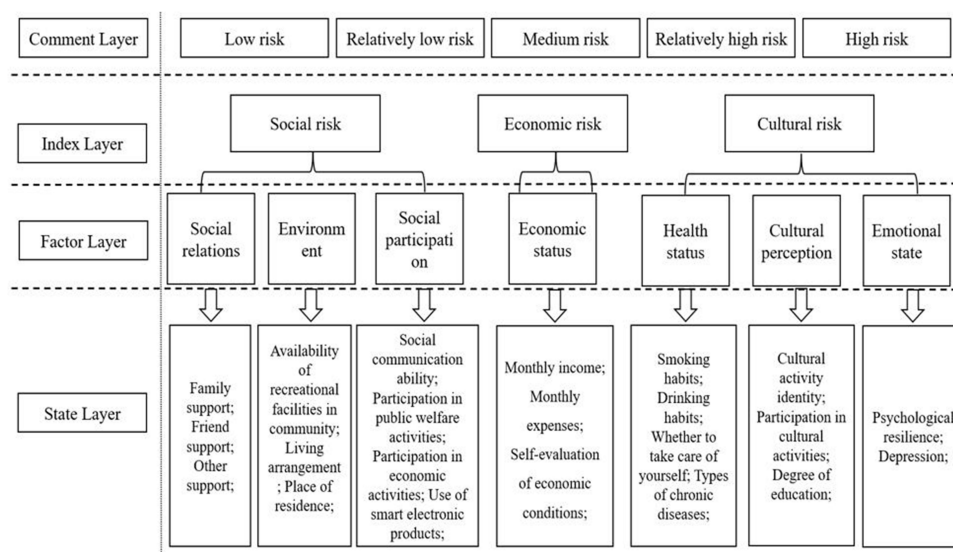 Comment Layer
Low risk
Relatively low risk
Medium risk
Relatively high risk
High risk
Index Layer
Social risk
Economic risk
Cultural risk
Factor Layer
Social
relations
Environm
ent
Social
participati
on
Economic
status
Health
status
Cultural
perception
Emotional
state
State Layer
Family
support;
Friend
support;
Other
support;
Availability
of
recreational
facilities in
community;
Living
arrangement
; Place of
residence;
Social
communication
ability;
Participation
in public
welfare
activities;
Participation in
economic
activities; Use of
smart electronic
products;
Monthly income;
Monthly
expenses;
Self-evaluation
of economic
conditions;
Smoking
habits;
Drinking
habits;
Whether to
take care of
yourself; Types
of chronic
diseases;
Cultural
activity
identity;
Participation in
cultural
activities;
Degree of
education;
Psychological
resilience;
Depression;